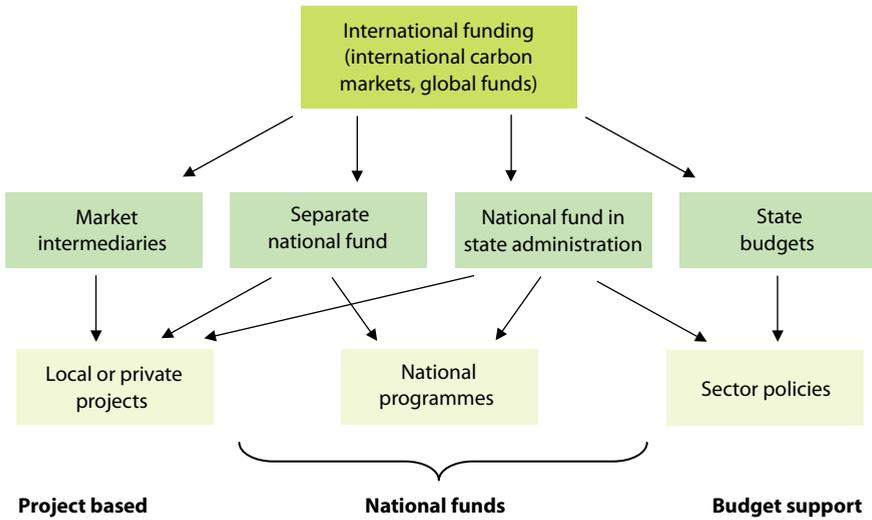 International funding
(international carbon
markets, global funds)
Market
intermediaries
Separate
national fund
National fund in
state administration
State
budgets
Local or private
projects
National
programmes
Sector policies
Project based
National funds
Budget support